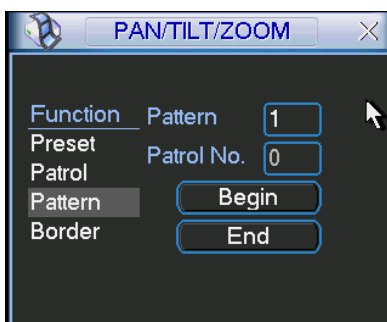 PAN/TILT/ZOOM
Function
Pattern 1
Preset
Patrol No. 0
Patrol
Pattern
Begin
Border
End